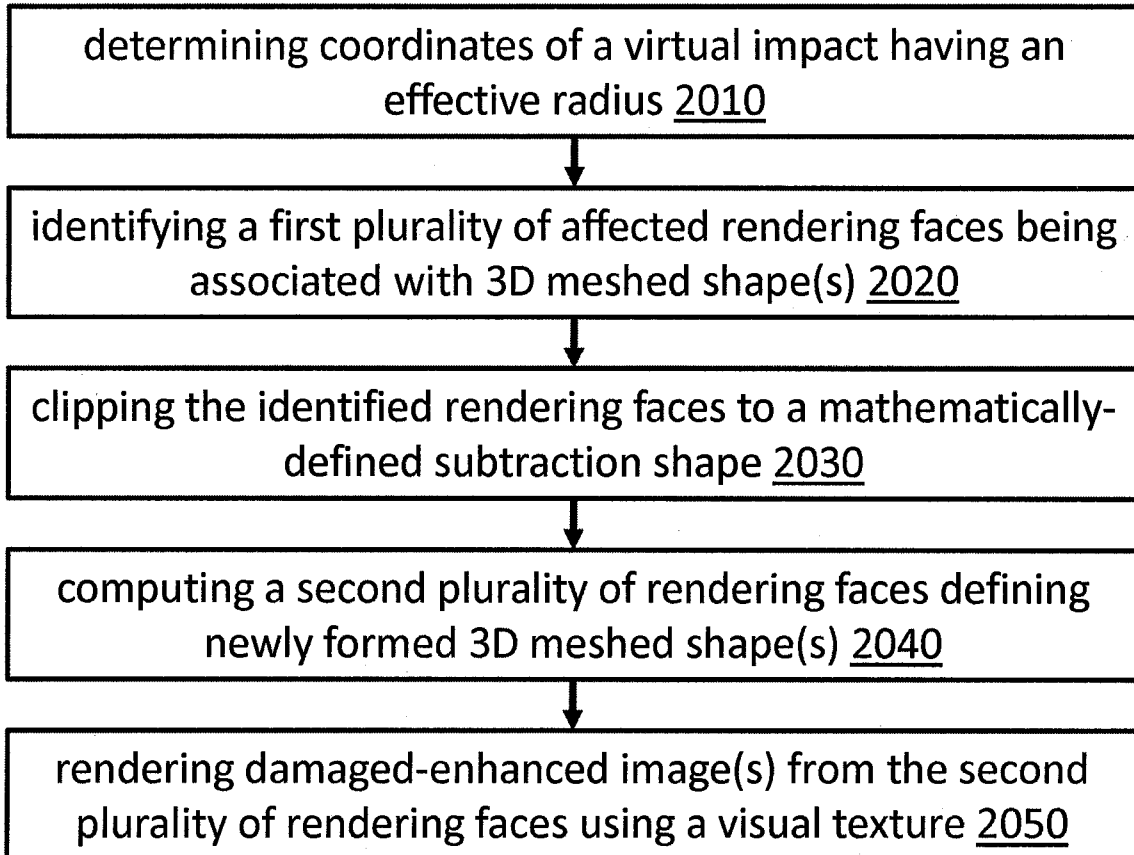 determining coordinates of a virtual impact having an
effective radius 2010
identifying a first plurality of affected rendering faces being
associated with 3D meshed shape(s) 2020
clipping the identified rendering faces to a mathematically-
defined subtraction shape 2030
computing a second plurality of rendering faces defining
newly formed 3D meshed shape(s) 2040
rendering damaged-enhanced image(s) from the second
plurality of rendering faces using a visual texture 2050